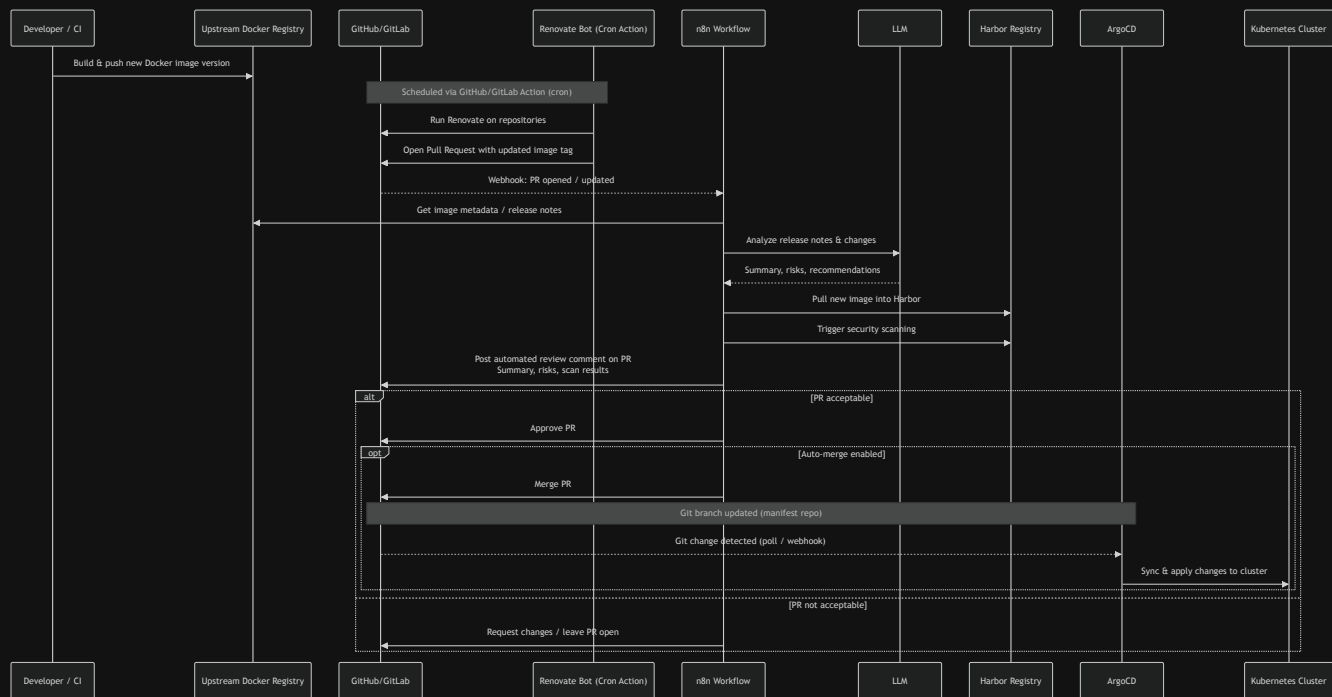 Developer / CI
Upstream Docker Registry
GitHub/GitLab
Renovate Bot (Cron Action)
n8n Workflow
LLM
Harbor Registry
ArgoCD
Kubernetes Cluster
Build & push new Docker image version
Scheduled via GitHub/GitLab Action (cron)
Run Renovate on repositories
Open Pull Request with updated image tag
Webhook: PR opened / updated
Get image metadata / release notes
Analyze release notes & changes
Summary, risks, recommendations
Pull new image into Harbor
Trigger security scanning
Post automated review comment on PR
Summary, risks, scan results
alt
[PR acceptable]
Approve PR
opt
[Auto-merge enabled]
Merge PR
Git branch updated (manifest repo)
Git change detected (poll / webhook)
Sync & apply changes to cluster
[PR not acceptable]
Request changes / leave PR open
Developer / CI
Upstream Docker Registry
GitHub/GitLab
Renovate Bot (Cron Action)
n8n Workflow
LLM
Harbor Registry
ArgoCD
Kubernetes Cluster